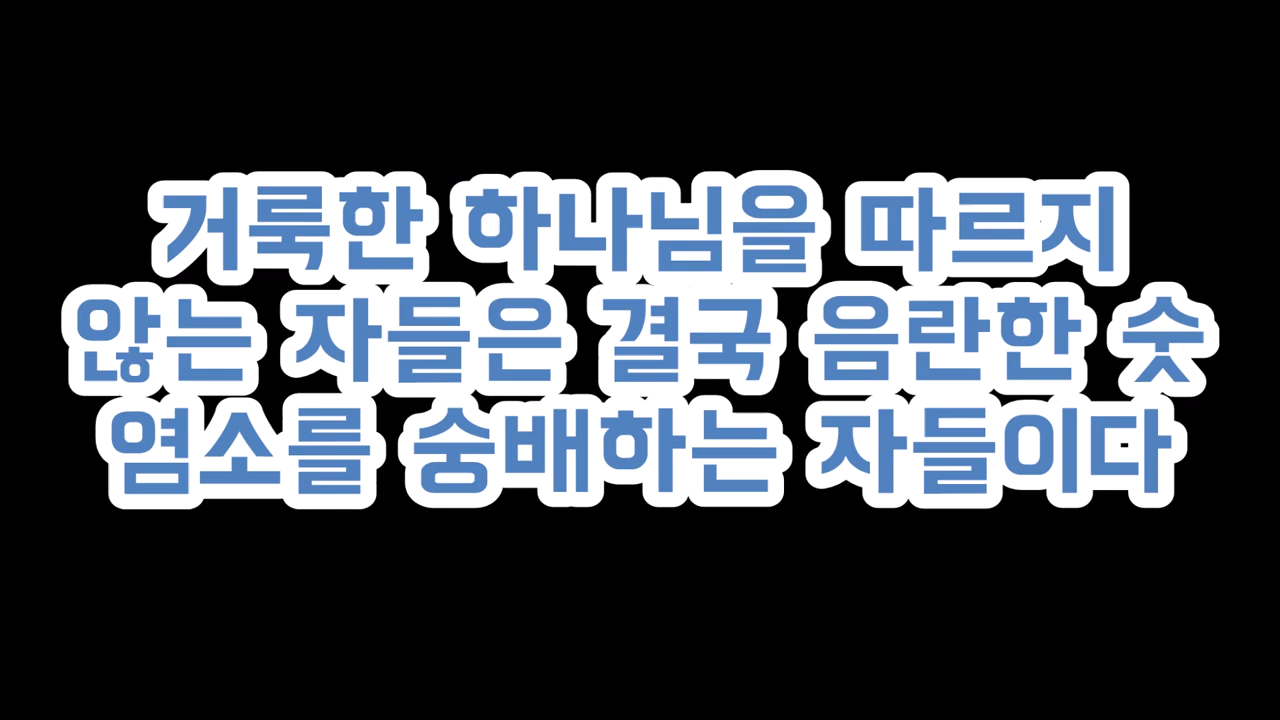 거룩한 하나님을 따르지
않는 자들은 결국 음란한 숫
염소를 숭배하는 자들이다